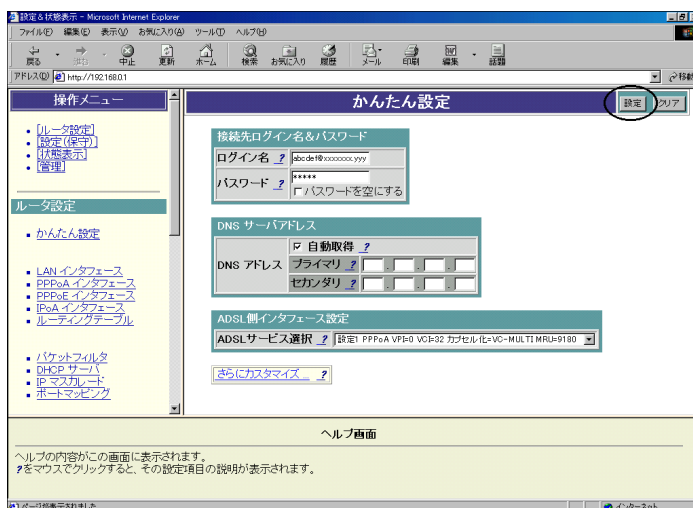 設定&状態表示 - Microsoft Internet Explorer
ファイル(F) 編集(E) 表示(V) お気に入り(A) ツール(T) ヘルプ(H)
戻る 進む 中止 更新 ホーム 検索 お気に入り 履歴 メール 印刷 編集 話題
アドレス(D) http://192.168.0.1 移動
操作メニュー
[ルータ設定]
[設定(保守)]
[状態表示]
[管理]
ルータ設定
かんたん設定
LAN インタフェース
PPPoA インタフェース
PPPoE インタフェース
IPoA インタフェース
ルーティングテーブル
パケットフィルタ
DHCP サーバ
IP マスカレード
ポートマッピング
かんたん設定
設定 クリア
接続先ログイン名&パスワード
ログイン名 ? abcdef@xxxxxxx.yyy
パスワード ? *****
パスワードを空にする
DNS サーバアドレス
DNS アドレス
自動取得 ?
プライマリ ? . . .
セカンダリ ? . . .
ADSL側インタフェース設定
ADSLサービス選択 ? 設定1 PPPoA VPI=0 VCI=32 カプセル化=VC-MULTI MRU=9180
さらにカスタマイズ... ?
ヘルプ画面
ヘルプの内容がこの画面に表示されます。
?をマウスでクリックすると、その設定項目の説明が表示されます。
ページが表示されました
インターネット